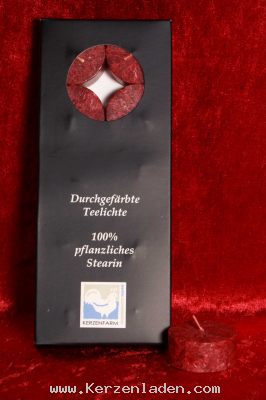 Durchgefärbte
Teelichte
100%
pflanzliches
Stearin
KERZENFARM
www.Kerzenladen.com